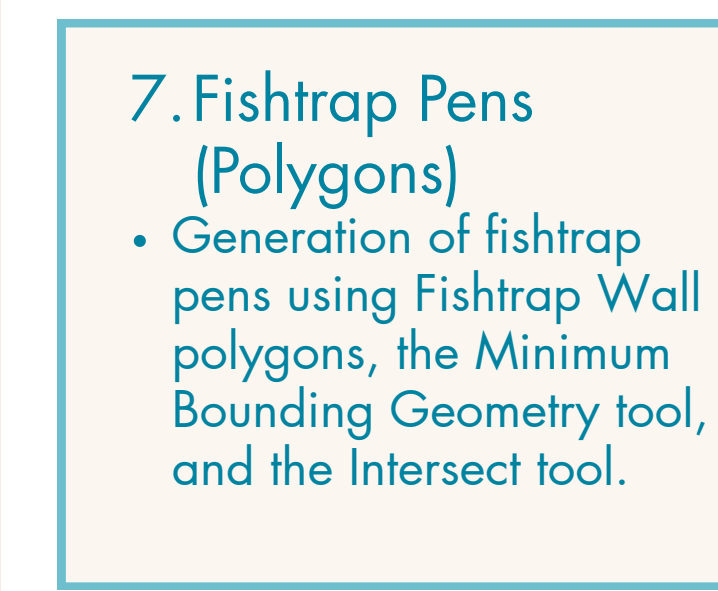 7. Fishtrap Pens
(Polygons)
• Generation of fishtrap
pens using Fishtrap Wall
polygons, the Minimum
Bounding Geometry tool,
and the Intersect tool.